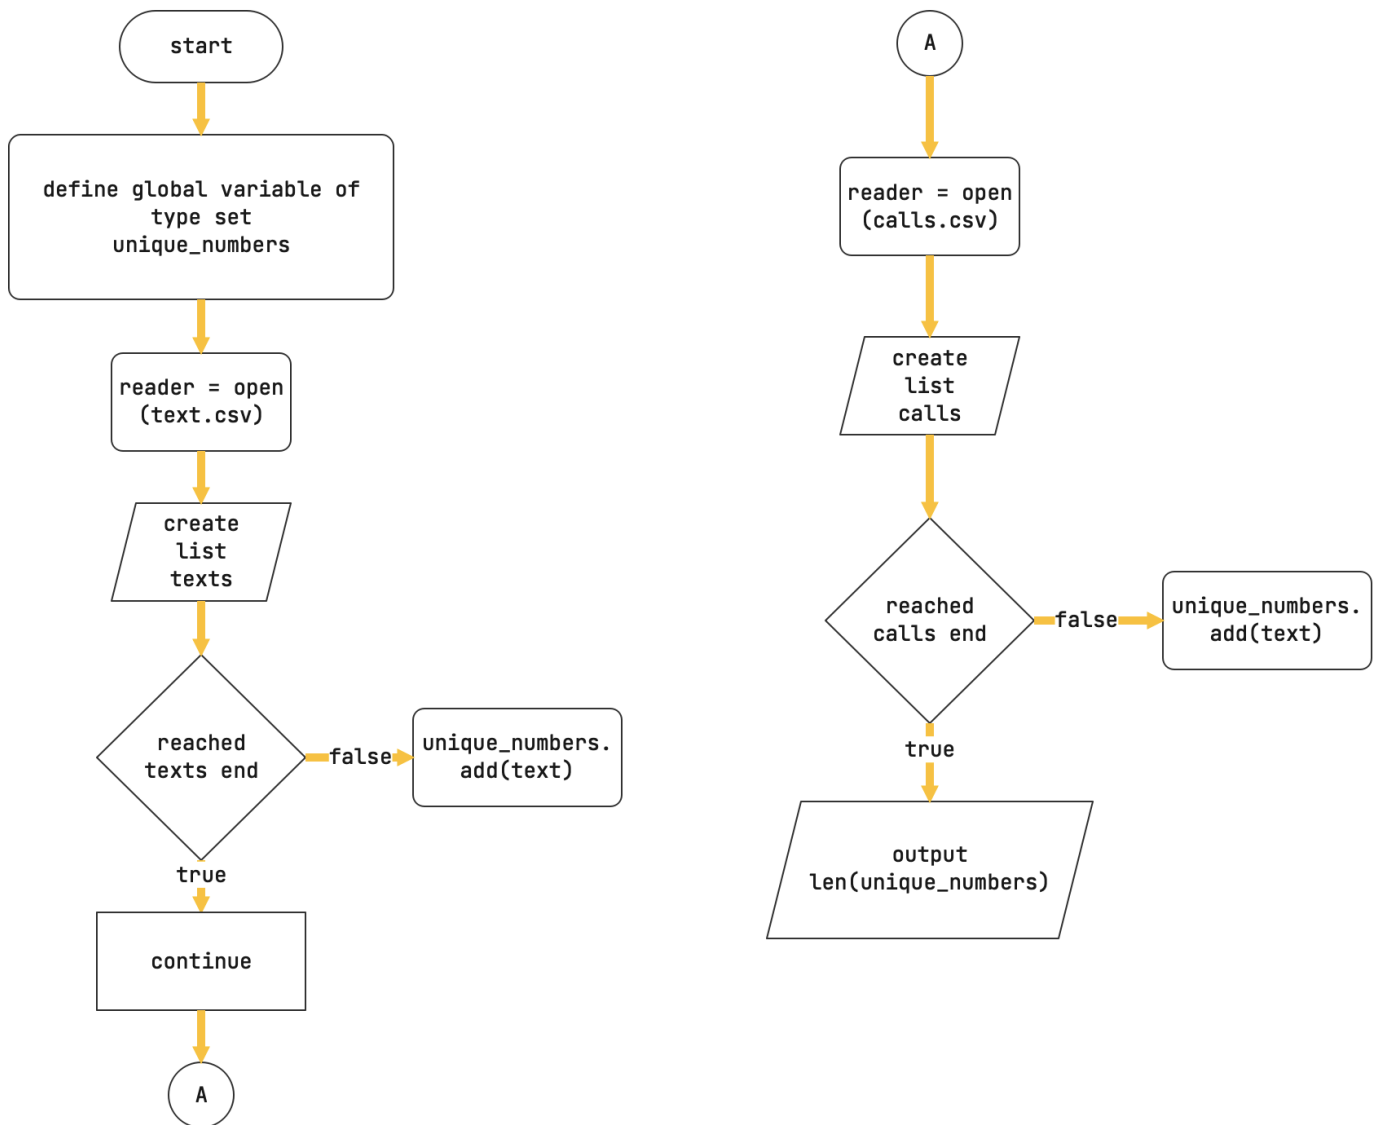 start
define global variable of
type set
unique_numbers
reader = open
(text.csv)
create
list
texts
reached
texts end
false
unique_numbers.
add(text)
true
continue
A
A
reader = open
(calls.csv)
create
list
calls
reached
calls end
false
unique_numbers.
add(text)
true
output
len(unique_numbers)